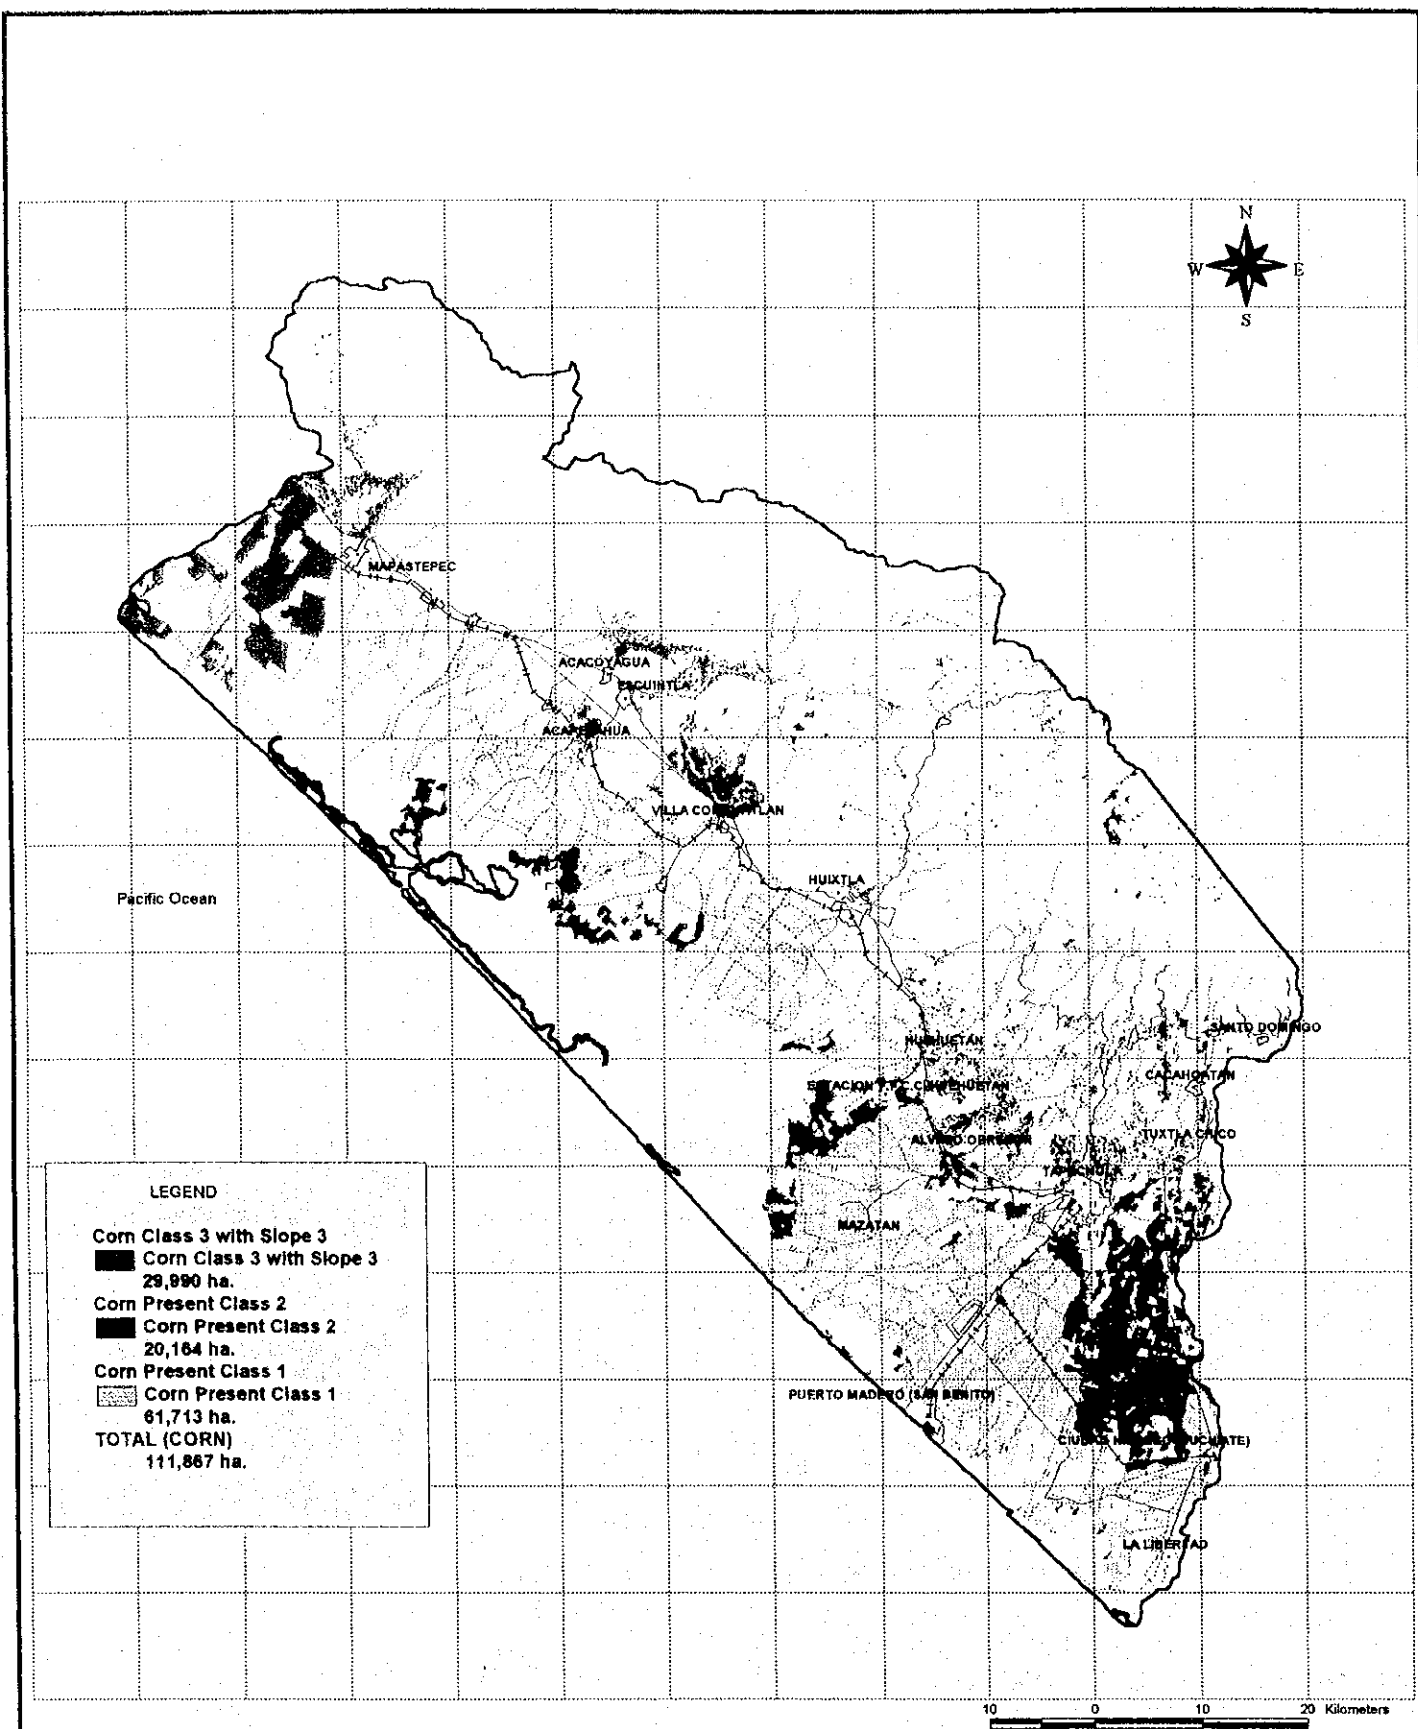 N
W E
S
MAPASTEPEC
ACACOYAGUA
ESCUINTLA
VILLA
HUIXTLA
Pacific Ocean
HUEHUETAN
SANTO DOMINGO
CACAHOATAN
ESTACION
TUXTLA CHICO
TAPACHULA
MAZATAN
LEGEND
Corn Class 3 with Slope 3
Corn Class 3 with Slope 3
29,990 ha.
Corn Present Class 2
Corn Present Class 2
20,164 ha.
Corn Present Class 1
Corn Present Class 1
61,713 ha.
TOTAL (CORN)
111,867 ha.
PUERTO MADERO (SAN BENITO)
LA LIBERTAD
10 0 10 20 Kilometers